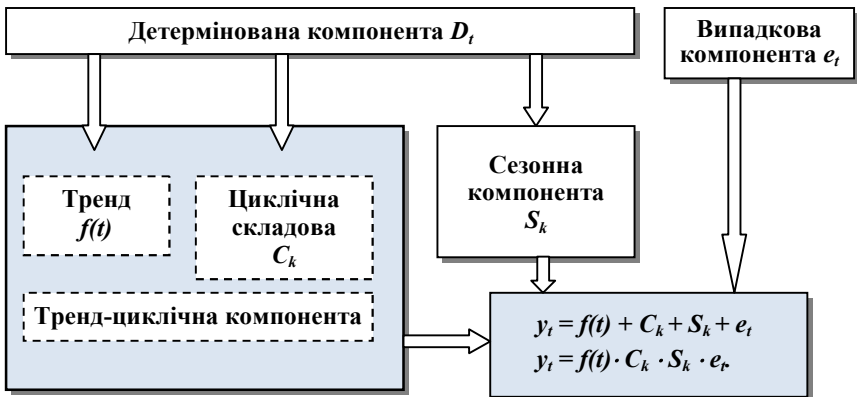 Детермінована компонента D_t
Випадкова
компонента e_t
Тренд
f(t)
Циклічна
складова
C_k
Сезонна
компонента
S_k
Тренд-циклічна компонента
y_t = f(t) + C_k + S_k + e_t
y_t = f(t) · C_k · S_k · e_t.